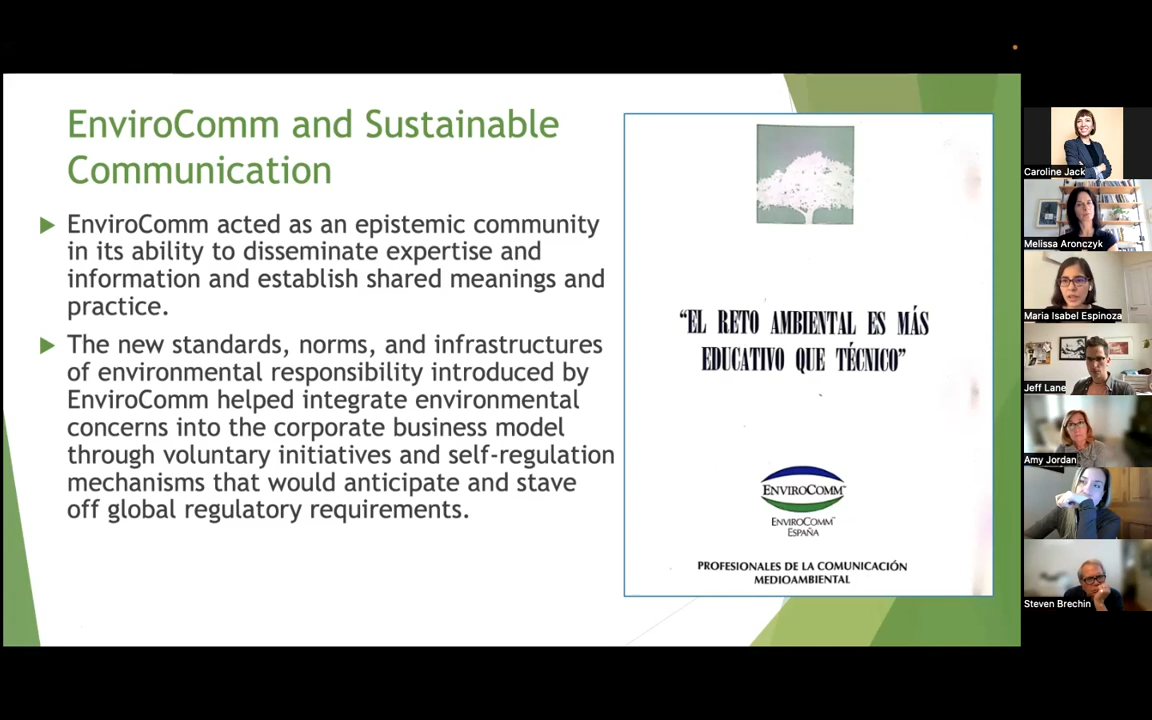 EnviroComm and Sustainable
Communication
EnviroComm acted as an epistemic community
in its ability to disseminate expertise and
information and establish shared meanings and
practice.
The new standards, norms, and infrastructures
of environmental responsibility introduced by
EnviroComm helped integrate environmental
concerns into the corporate business model
through voluntary initiatives and self-regulation
mechanisms that would anticipate and stave
off global regulatory requirements.
“EL RETO AMBIENTAL ES MÁS
EDUCATIVO QUE TÉCNICO”
ENVIROCOMM™
ENVIROCOMM™
ESPAÑA
PROFESIONALES DE LA COMUNICACIÓN
MEDIOAMBIENTAL
Caroline Jack
Melissa Aronczyk
Maria Isabel Espinoza
Jeff Lane
Amy Jordan
Steven Brechin